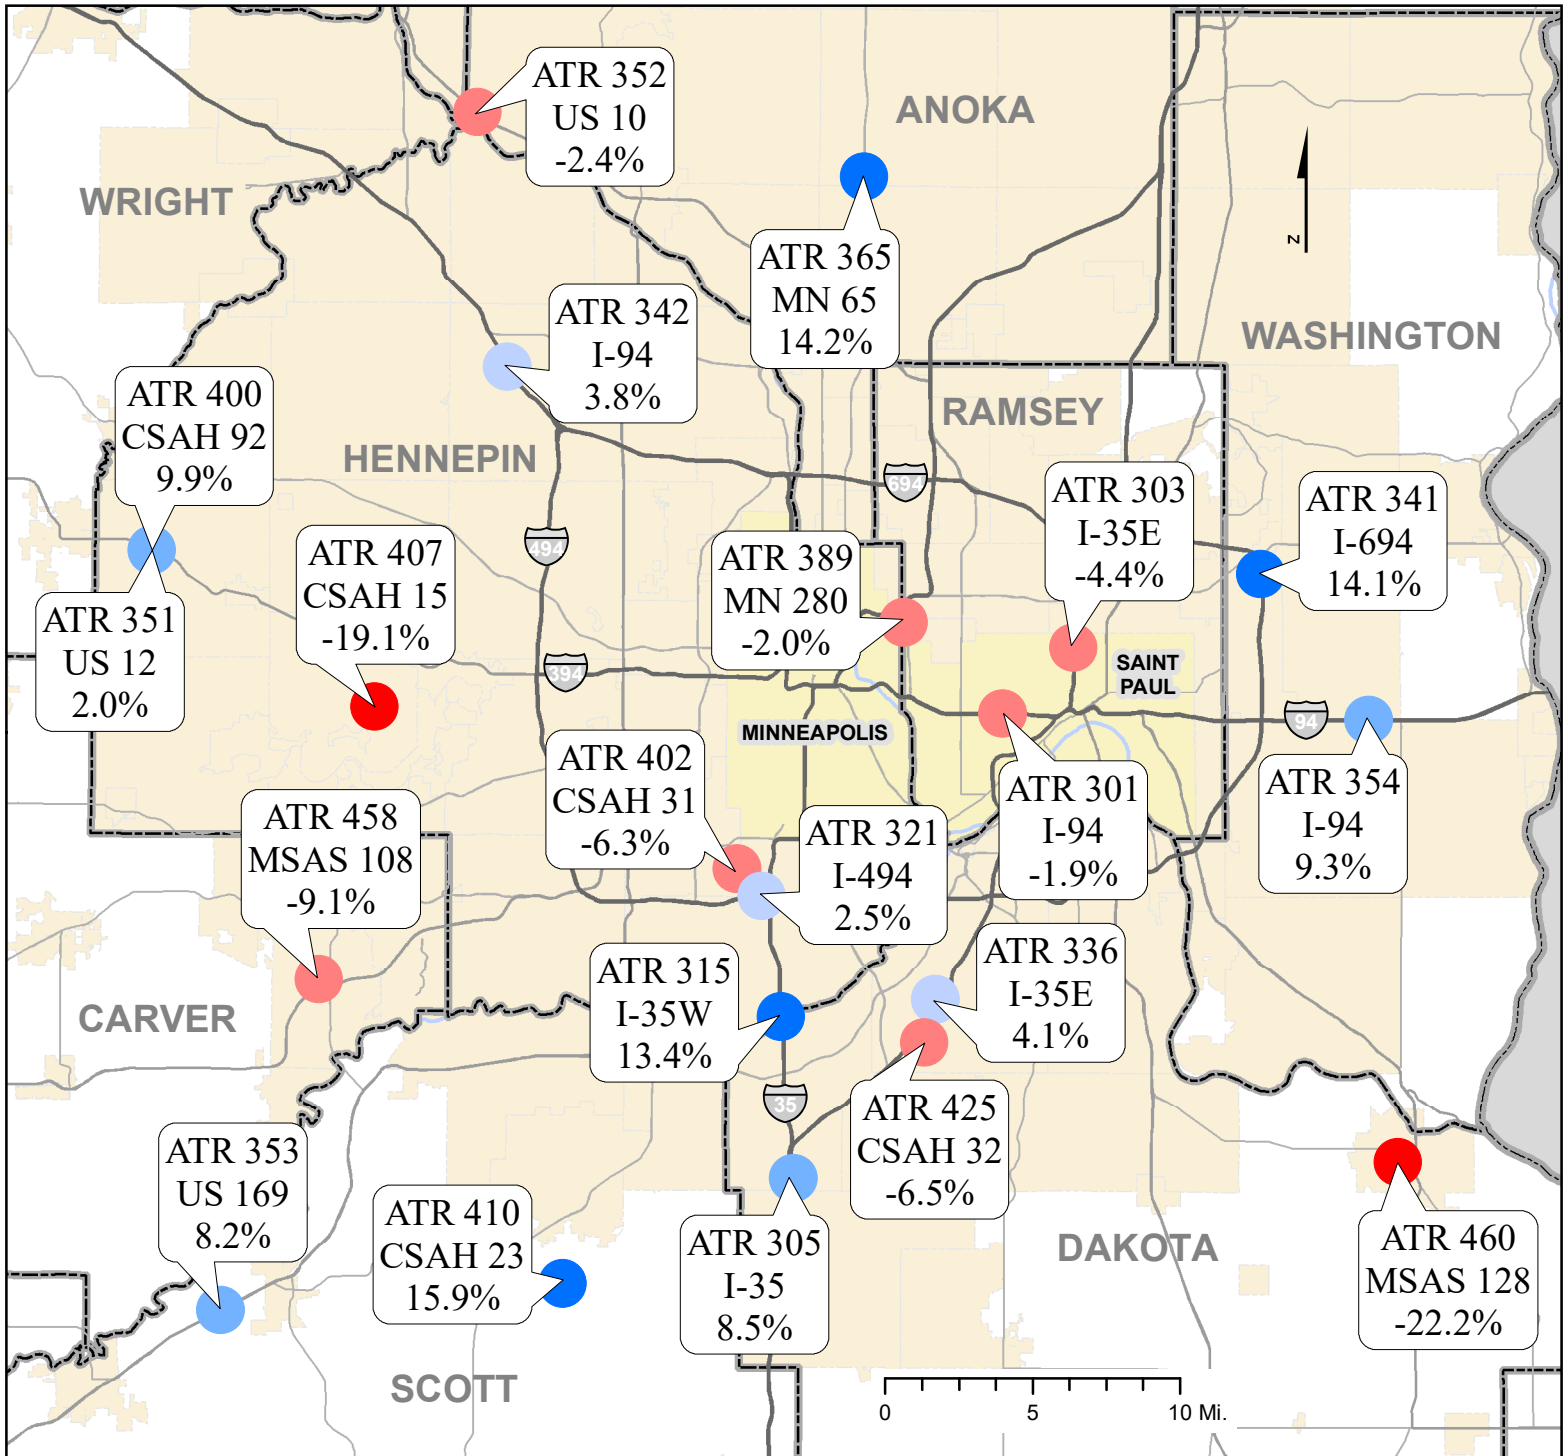 ATR 352
US 10
-2.4%
ANOKA
WRIGHT
ATR 365
MN 65
14.2%
N
ATR 342
I-94
3.8%
WASHINGTON
ATR 400
CSAH 92
9.9%
RAMSEY
HENNEPIN
694
ATR 303
I-35E
-4.4%
ATR 341
I-694
14.1%
494
ATR 407
CSAH 15
-19.1%
ATR 389
MN 280
-2.0%
ATR 351
US 12
2.0%
394
SAINT
PAUL
MINNEAPOLIS
94
ATR 402
CSAH 31
-6.3%
ATR 301
I-94
-1.9%
ATR 354
I-94
9.3%
ATR 458
MSAS 108
-9.1%
ATR 321
I-494
2.5%
ATR 315
I-35W
13.4%
ATR 336
I-35E
4.1%
CARVER
35
ATR 425
CSAH 32
-6.5%
ATR 353
US 169
8.2%
ATR 410
CSAH 23
15.9%
ATR 305
I-35
8.5%
DAKOTA
ATR 460
MSAS 128
-22.2%
SCOTT
0 5 10 Mi.